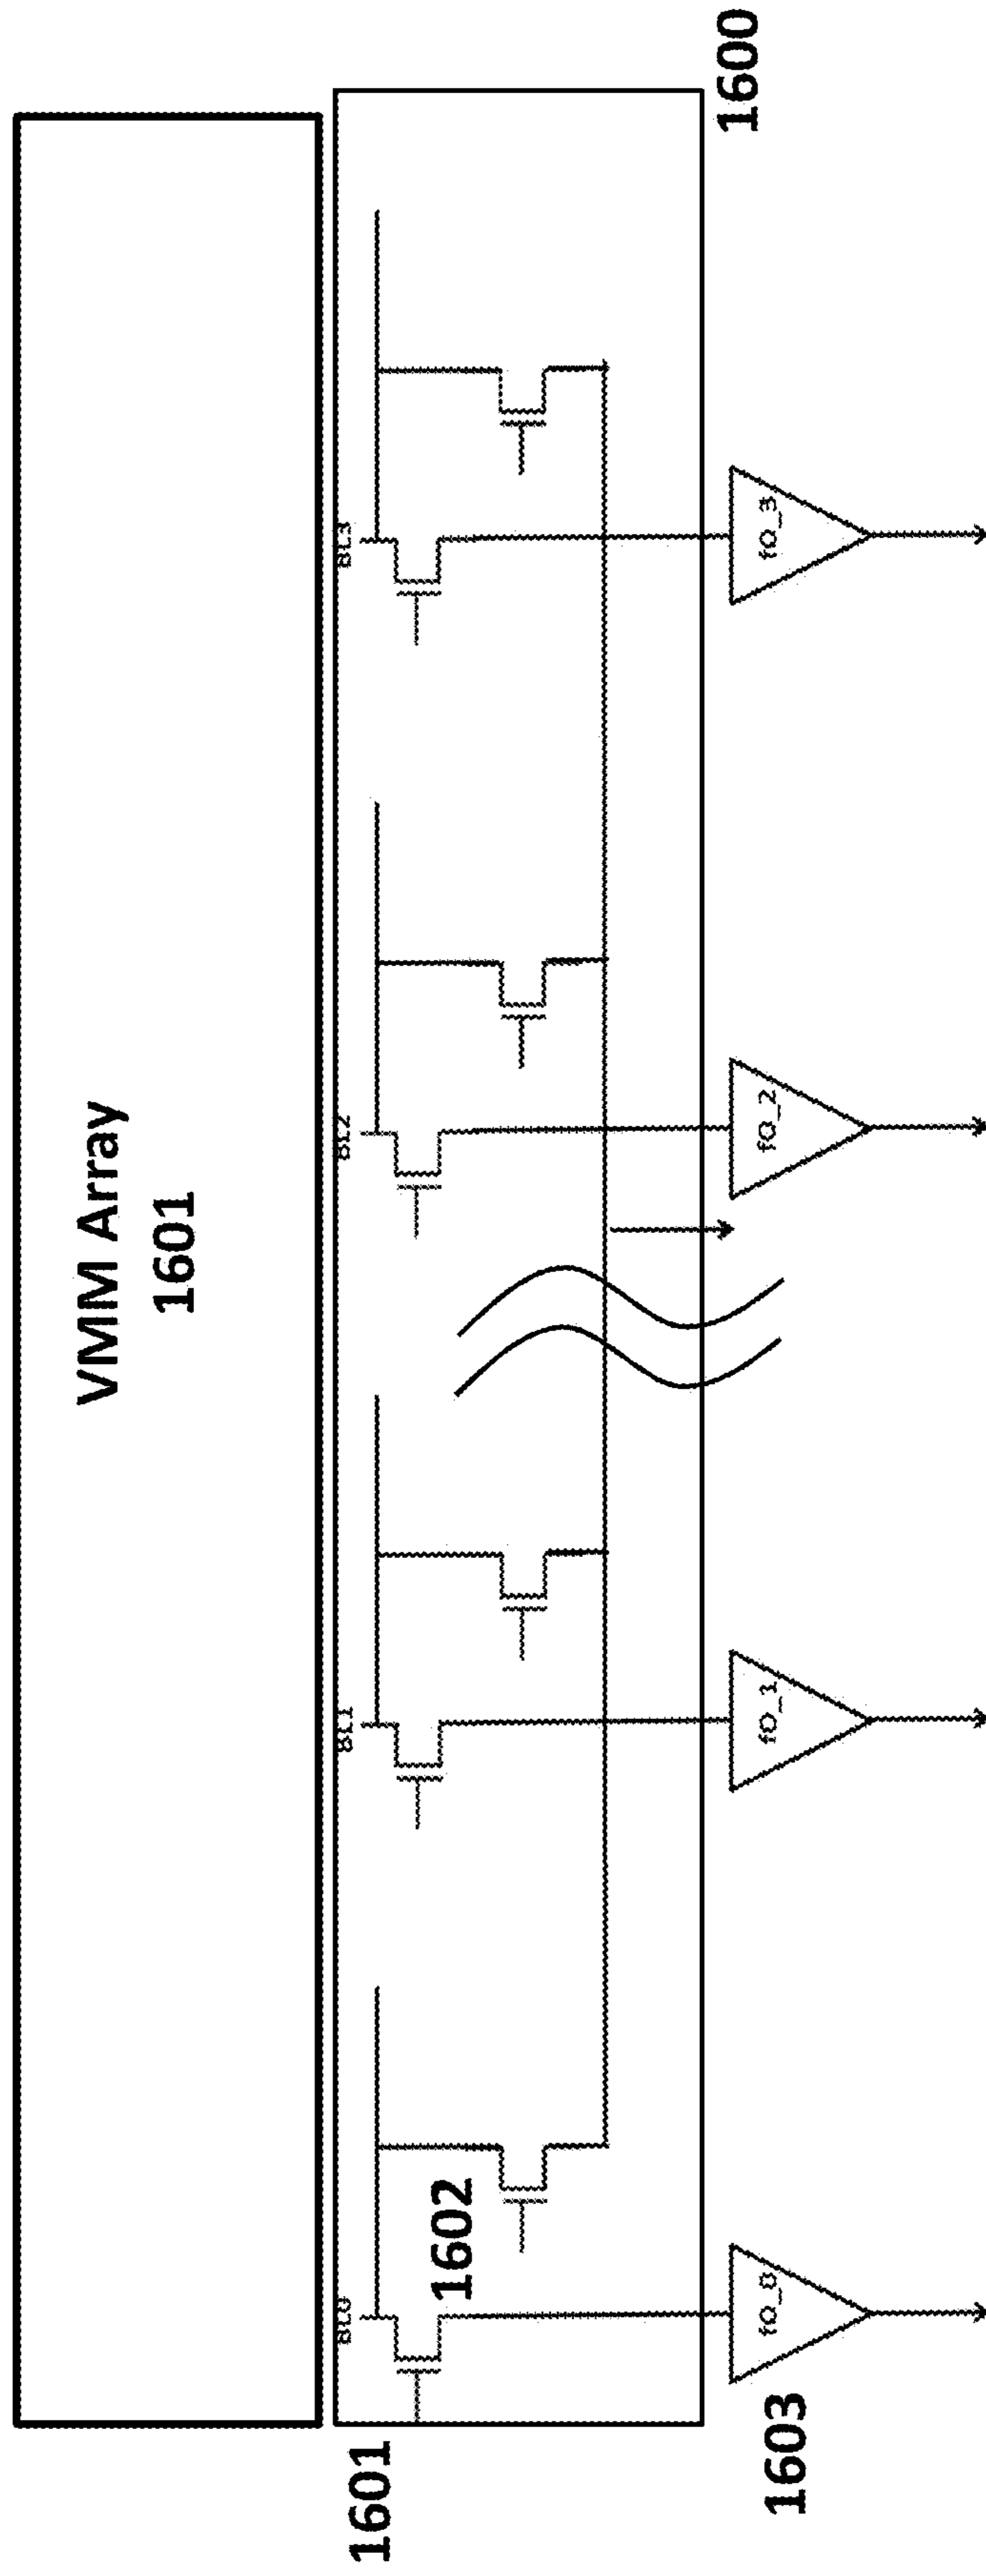 VMM Array
1601
1601
BL0
BL1
BL2
BL3
1602
1603
fO_0
fO_1
fO_2
fO_3
1600